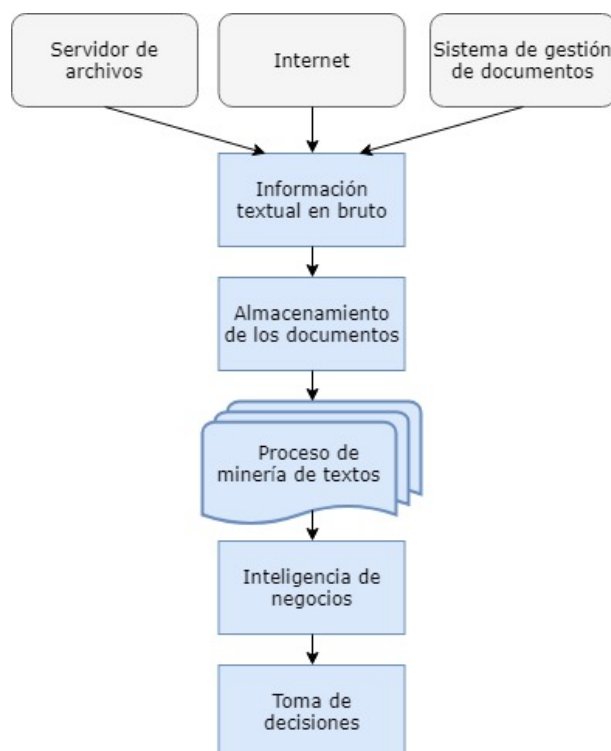 Servidor de
archivos
Internet
Sistema de gestión
de documentos
Información
textual en bruto
Almacenamiento
de los documentos
Proceso de
minería de textos
Inteligencia de
negocios
Toma de
decisiones